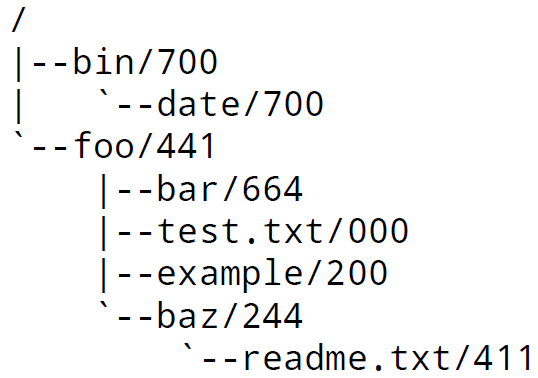 /
|--bin/700
|   `--date/700
`--foo/441
    |--bar/664
    |--test.txt/000
    |--example/200
    `--baz/244
        `--readme.txt/411